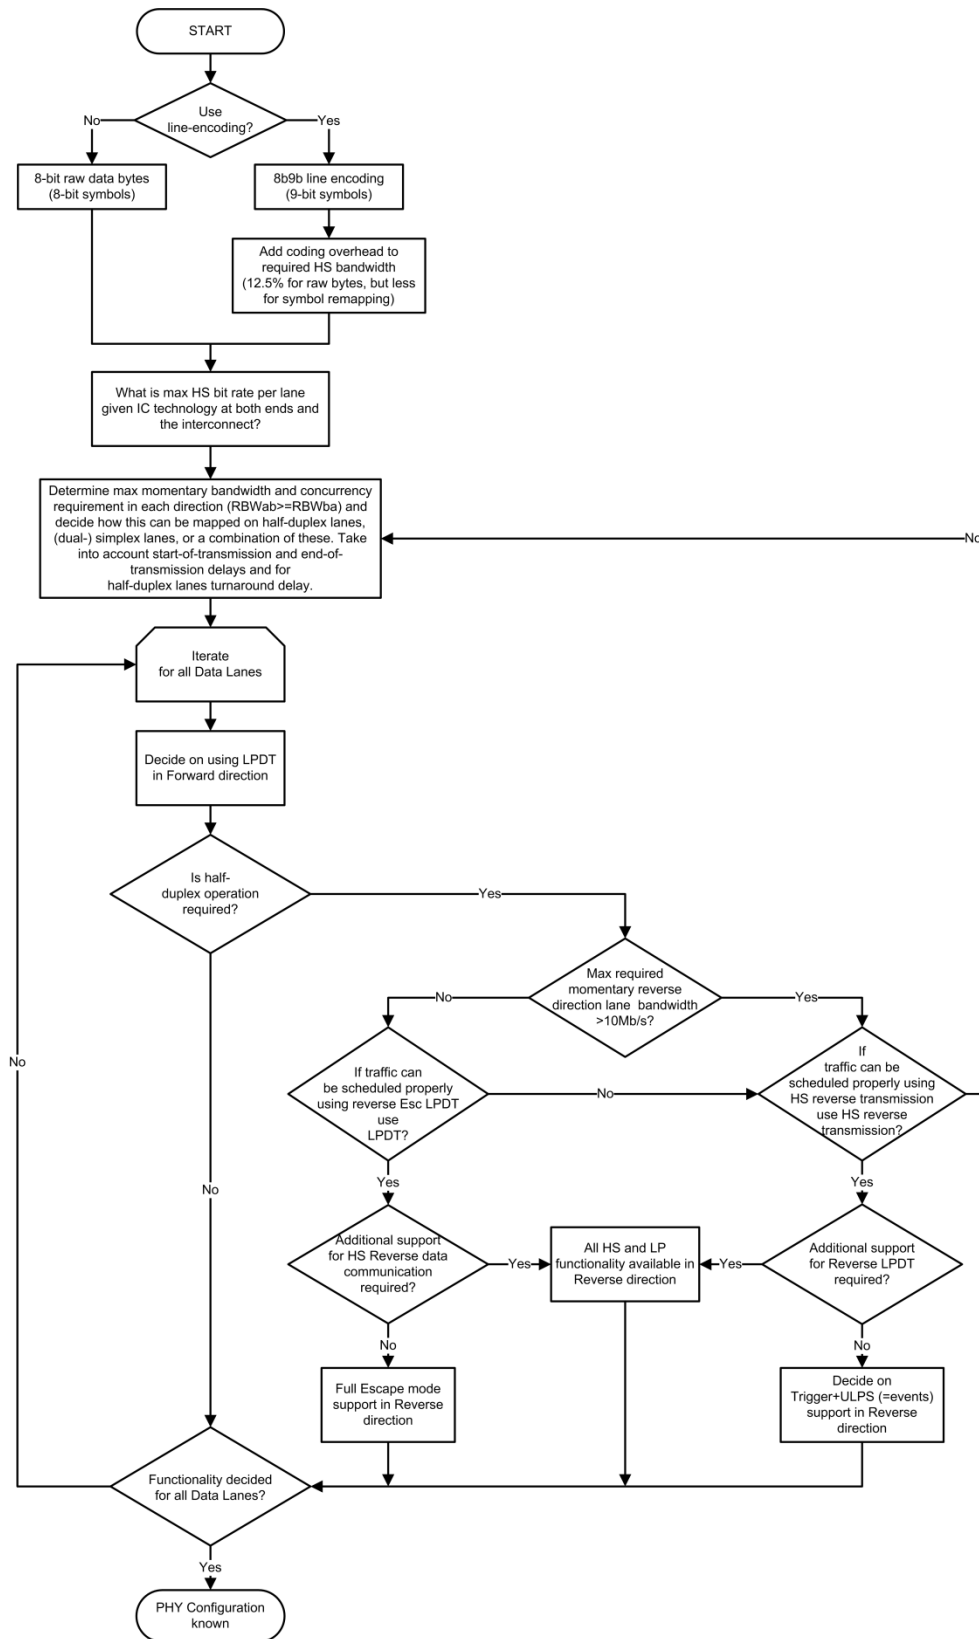 START
Use
line-encoding?
No
Yes
8-bit raw data bytes
(8-bit symbols)
8b9b line encoding
(9-bit symbols)
Add coding overhead to
required HS bandwidth
(12.5% for raw bytes, but less
for symbol remapping)
What is max HS bit rate per lane
given IC technology at both ends and
the interconnect?
Determine max momentary bandwidth and concurrency
requirement in each direction (RBWab>=RBWba) and
decide how this can be mapped on half-duplex lanes,
(dual-) simplex lanes, or a combination of these. Take
into account start-of-transmission and end-of-
transmission delays and for
half-duplex lanes turnaround delay.
No
Iterate
for all Data Lanes
Decide on using LPDT
in Forward direction
Is half-
duplex operation
required?
Yes
Max required
momentary reverse
direction lane bandwidth
>10Mb/s?
No
Yes
No
If traffic can
be scheduled properly
using reverse Esc LPDT
use
LPDT?
No
If
traffic can be
scheduled properly using
HS reverse transmission
use HS reverse
transmission?
No
Yes
Yes
Additional support
for HS Reverse data
communication
required?
Yes
All HS and LP
functionality available in
Reverse direction
Yes
Additional support
for Reverse LPDT
required?
No
No
Full Escape mode
support in Reverse
direction
Decide on
Trigger+ULPS (=events)
support in Reverse
direction
Functionality decided
for all Data Lanes?
Yes
PHY Configuration
known